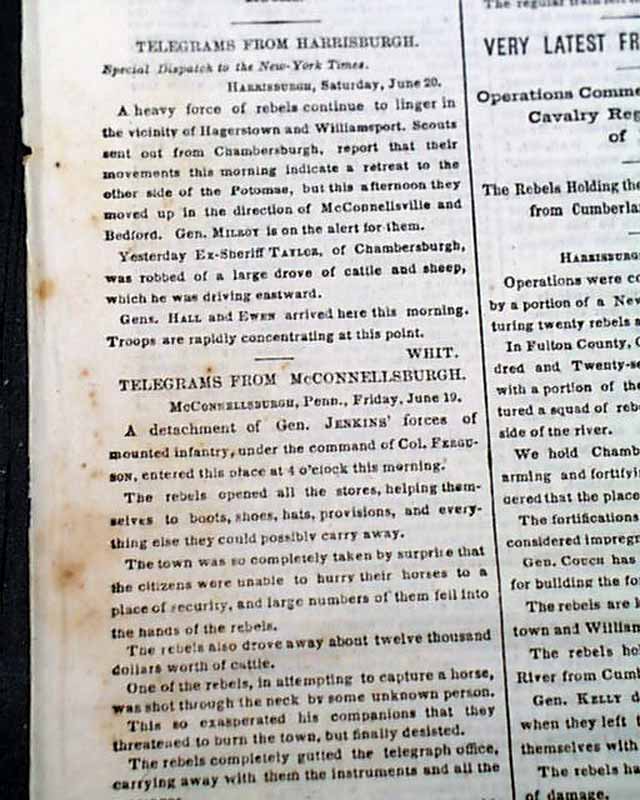 TELEGRAMS FROM HARRISBURGH.
Special Dispatch to the New-York Times.
HARRISBURGH, Saturday, June 20.
A heavy force of rebels continue to linger in
the vicinity of Hagerstown and Williamsport. Scouts
sent out from Chambersburgh, report that their
movements this morning indicate a retreat to the
other side of the Potomac, but this afternoon they
moved up in the direction of McConnellsville and
Bedford. Gen. MILROY is on the alert for them.
Yesterday Ex-Sheriff TAYLOR, of Chambersburgh,
was robbed of a large drove of cattle and sheep,
which he was driving eastward.
Gens. HALL and EWEN arrived here this morning.
Troops are rapidly concentrating at this point.
WHIT.
TELEGRAMS FROM McCONNELLSBURGH.
McCONNELLSBURGH, Penn., Friday, June 19.
A detachment of Gen. JENKINS' forces of
mounted infantry, under the command of Col. FERGU-
SON, entered this place at 4 o'clock this morning.
The rebels opened all the stores, helping them-
selves to boots, shoes, hats, provisions, and every-
thing else they could possibly carry away.
The town was so completely taken by surprise that
the citizens were unable to hurry their horses to a
place of security, and large numbers of them fell into
the hands of the rebels.
The rebels also drove away about twelve thousand
dollars worth of cattle.
One of the rebels, in attempting to capture a horse,
was shot through the neck by some unknown person.
This so exasperated his companions that they
threatened to burn the town, but finally desisted.
The rebels completely gutted the telegraph office,
carrying away with them the instruments and all the
The regular
VERY LATEST FR
Operations Comme
Cavalry Reg
of
The Rebels Holding the
from Cumberla
HARRISBURG
Operations were co
by a portion of a New
turing twenty rebels a
In Fulton County, C
dred and Twenty-se
with a portion of the
tured a squad of rebe
side of the river.
We hold Chamb
arming and fortifyi
dered that the place
The fortifications
considered impregn
Gen. COUCH has
for building the fo
The rebels are l
town and William
The rebels hol
River from Cumb
Gen. KELLY d
when they left t
themselves with
The rebels ha
of damage.